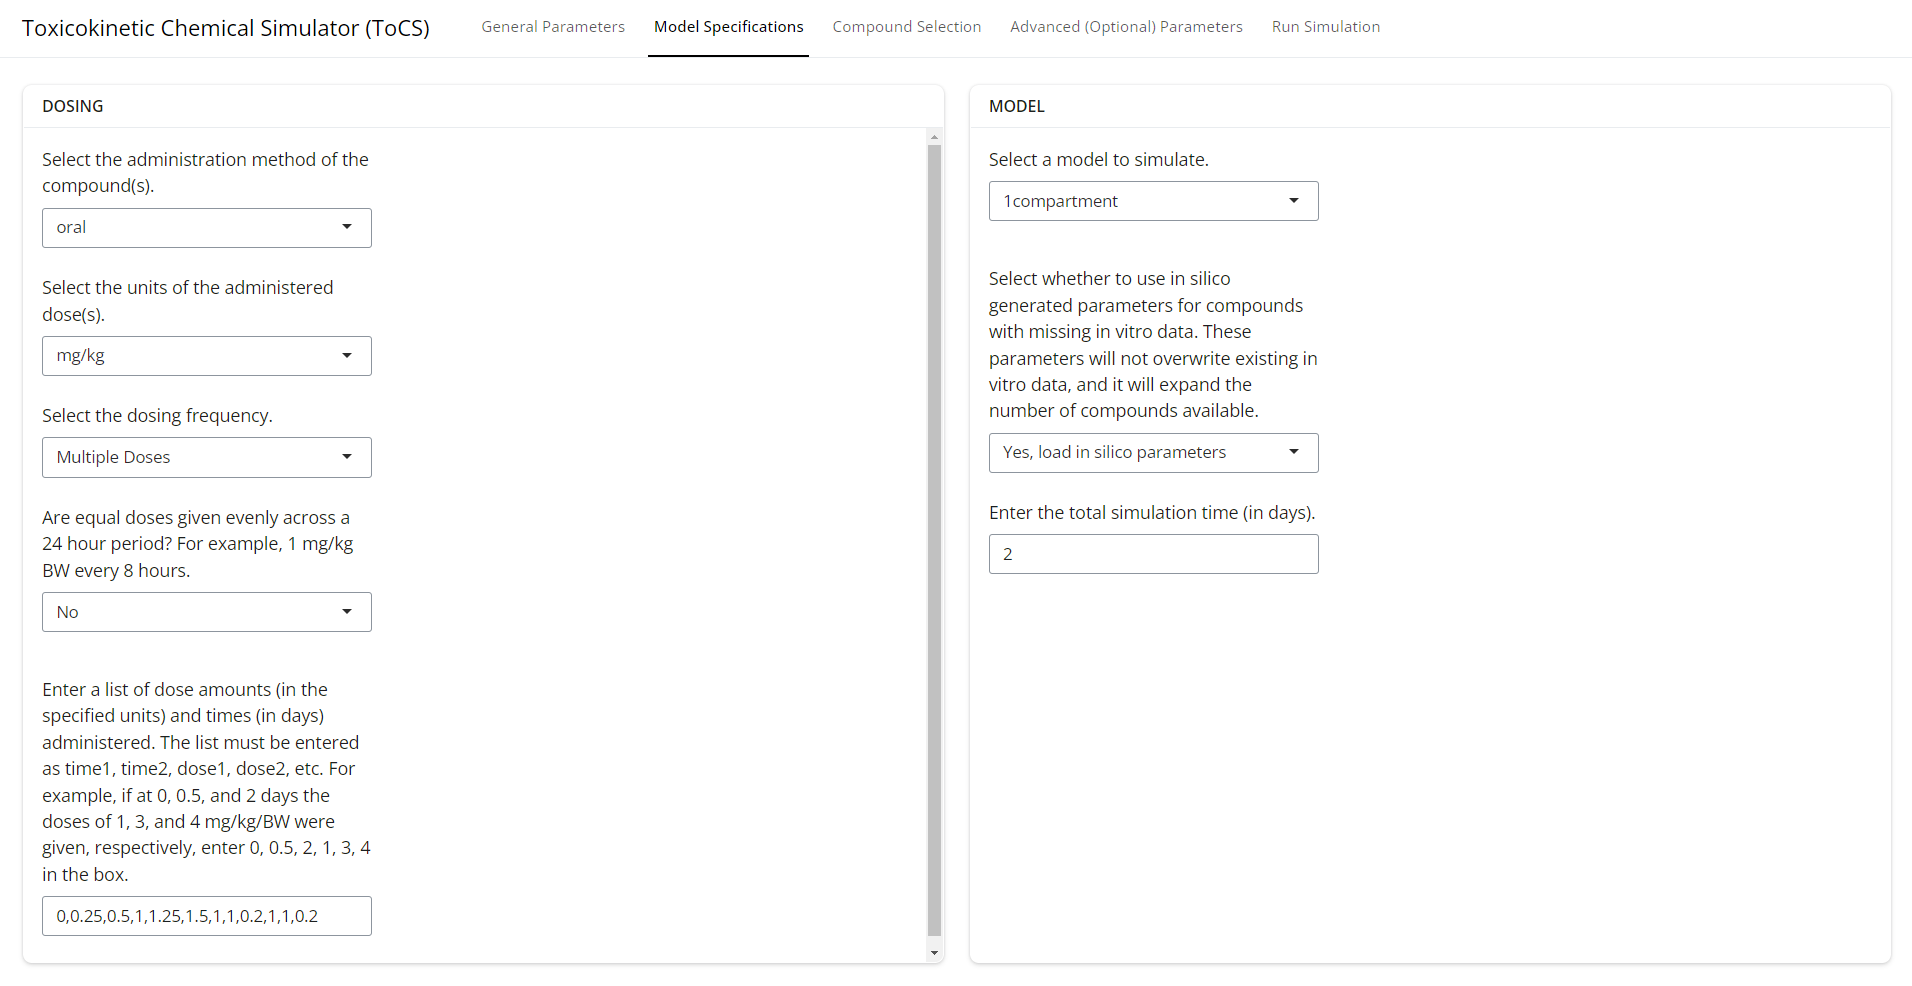 Toxicokinetic Chemical Simulator (ToCS)
General Parameters
Model Specifications
Compound Selection
Advanced (Optional) Parameters
Run Simulation
DOSING
Select the administration method of the
compound(s).
oral
Select the units of the administered
dose(s).
mg/kg
Select the dosing frequency.
Multiple Doses
Are equal doses given evenly across a
24 hour period? For example, 1 mg/kg
BW every 8 hours.
No
Enter a list of dose amounts (in the
specified units) and times (in days)
administered. The list must be entered
as time1, time2, dose1, dose2, etc. For
example, if at 0, 0.5, and 2 days the
doses of 1, 3, and 4 mg/kg/BW were
given, respectively, enter 0, 0.5, 2, 1, 3, 4
in the box.
0,0.25,0.5,1,1.25,1.5,1,1,0.2,1,1,0.2
MODEL
Select a model to simulate.
1compartment
Select whether to use in silico
generated parameters for compounds
with missing in vitro data. These
parameters will not overwrite existing in
vitro data, and it will expand the
number of compounds available.
Yes, load in silico parameters
Enter the total simulation time (in days).
2